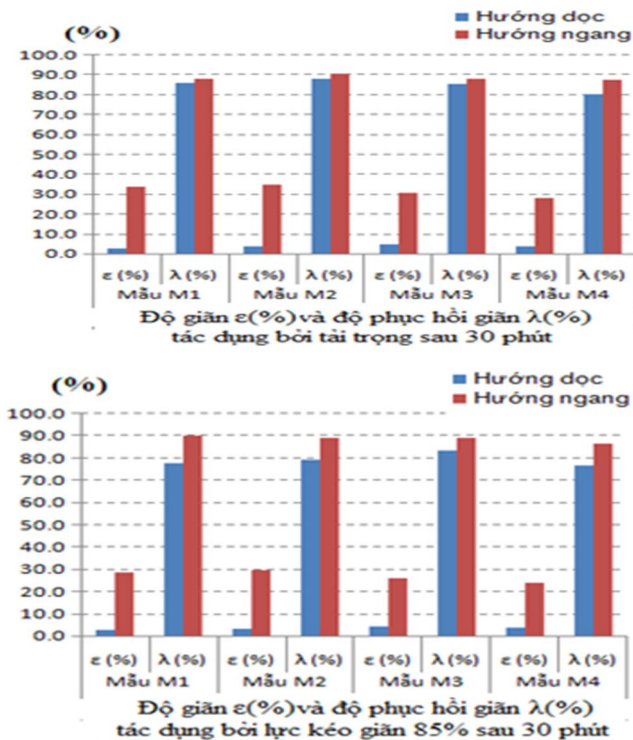 (%)
Hướng dọc
Hướng ngang
100.0
90.0
80.0
70.0
60.0
50.0
40.0
30.0
20.0
10.0
0.0
ε (%) λ (%) ε (%) λ (%) ε (%) λ (%) ε (%) λ (%)
Mẫu M1 Mẫu M2 Mẫu M3 Mẫu M4
Độ giãn ε(%)và độ phục hồi giãn λ(%)
tác dụng bởi tải trọng sau 30 phút
(%)
Hướng dọc
Hướng ngang
100.0
90.0
80.0
70.0
60.0
50.0
40.0
30.0
20.0
10.0
0.0
ε (%) λ (%) ε (%) λ (%) ε (%) λ (%) ε (%) λ (%)
Mẫu M1 Mẫu M2 Mẫu M3 Mẫu M4
Độ giãn ε(%)và độ phục hồi giãn λ(%)
tác dụng bởi lực kéo giãn 85% sau 30 phút